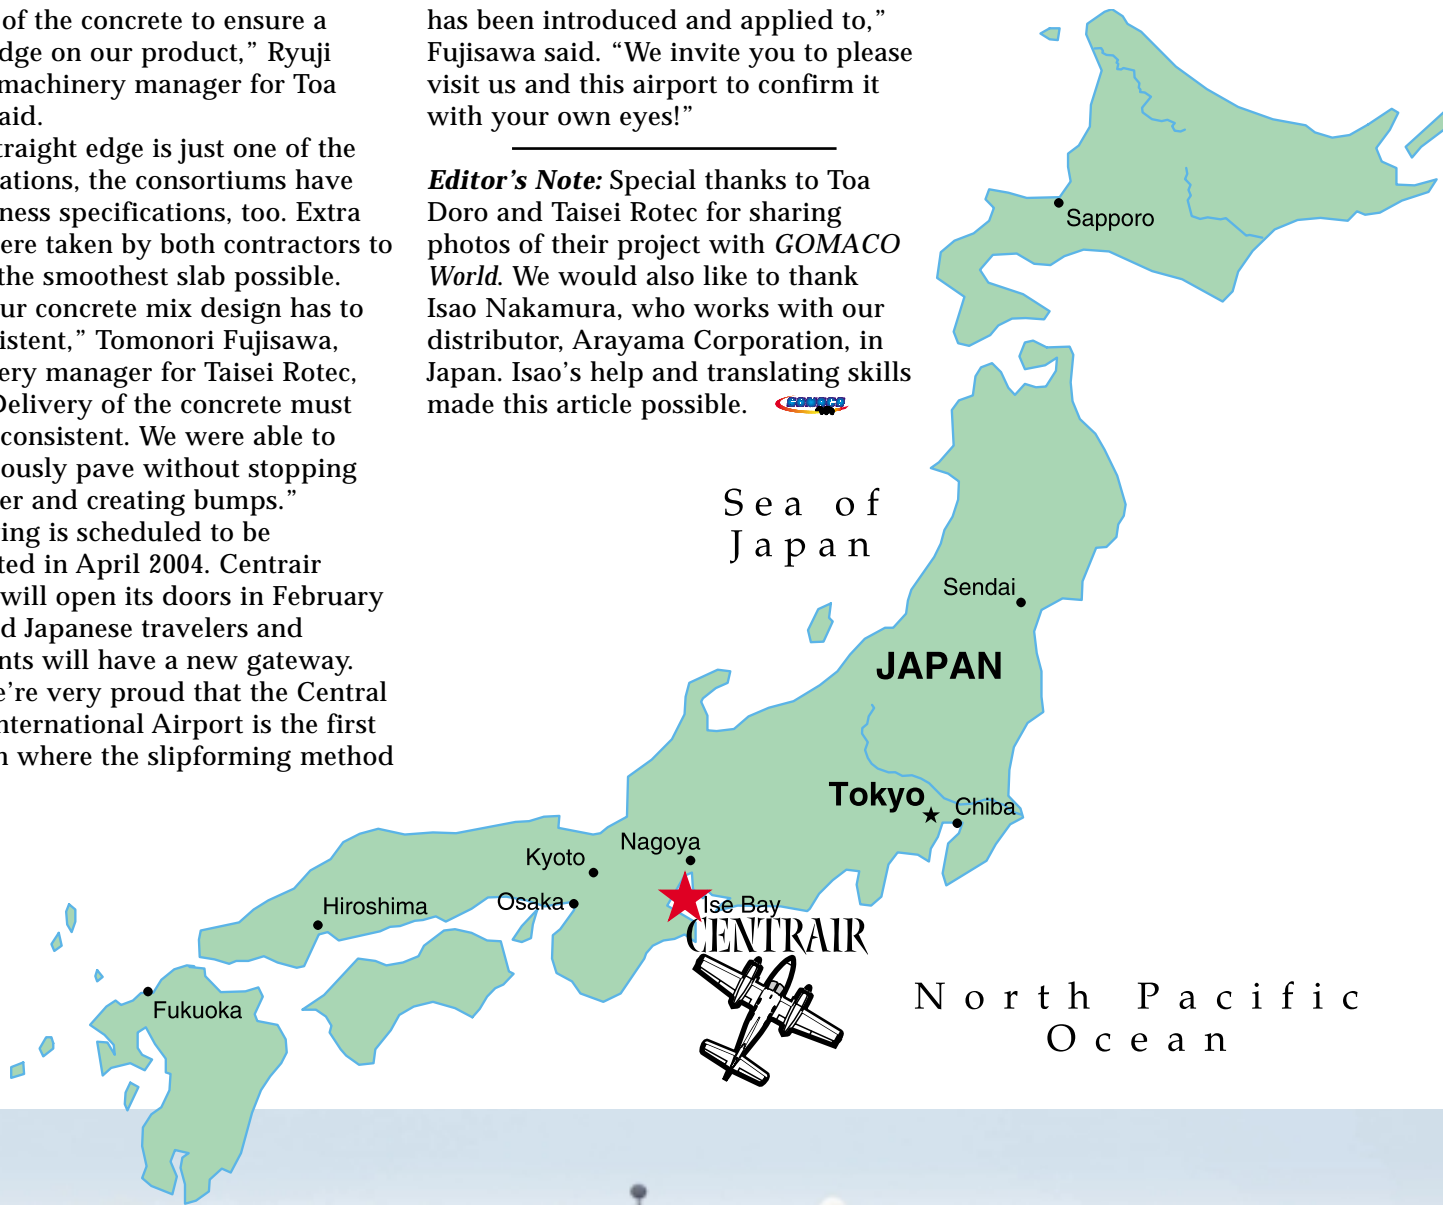 of the concrete to ensure a
dge on our product,” Ryuji
machinery manager for Toa
aid.
traight edge is just one of the
ations, the consortiums have
ness specifications, too. Extra
ere taken by both contractors to
the smoothest slab possible.
ur concrete mix design has to
istent,” Tomonori Fujisawa,
ery manager for Taisei Rotec,
Delivery of the concrete must
consistent. We were able to
ously pave without stopping
er and creating bumps.”
ing is scheduled to be
ted in April 2004. Centrair
will open its doors in February
d Japanese travelers and
nts will have a new gateway.
e’re very proud that the Central
nternational Airport is the first
n where the slipforming method
has been introduced and applied to,”
Fujisawa said. “We invite you to please
visit us and this airport to confirm it
with your own eyes!”
Editor’s Note: Special thanks to Toa
Doro and Taisei Rotec for sharing
photos of their project with GOMACO
World. We would also like to thank
Isao Nakamura, who works with our
distributor, Arayama Corporation, in
Japan. Isao’s help and translating skills
made this article possible.
GOMACO
Sapporo
Sea of
Japan
Sendai
JAPAN
Tokyo
Chiba
Nagoya
Kyoto
Osaka
Ise Bay
Hiroshima
CENTRAIR
Fukuoka
North Pacific
Ocean